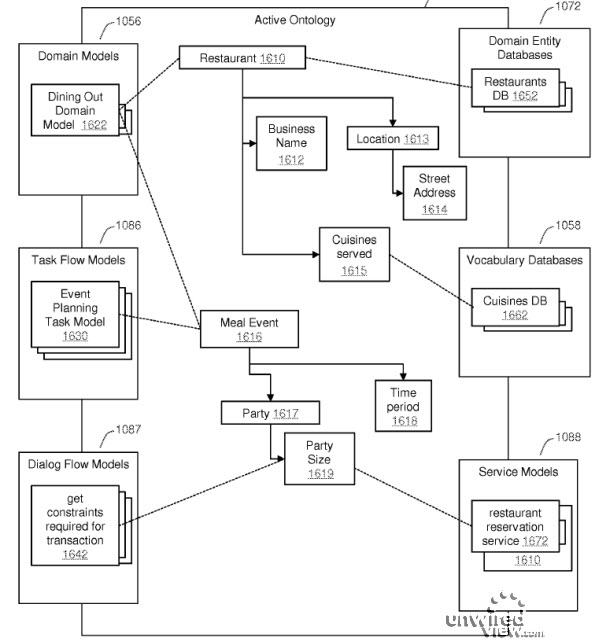 1056
Active Ontology
1072
Domain Models
Dining Out
Domain
Model 1622
Restaurant 1610
Domain Entity
Databases
Restaurants
DB 1652
Business
Name
1612
Location 1613
Street
Address
1614
1086
1058
Task Flow Models
Event
Planning
Task Model
1630
Cuisines
served
1615
Vocabulary Databases
Cuisines DB
1662
Meal Event
1616
Time
period
1618
Party 1617
1087
1088
Dialog Flow Models
get
constraints
required for
transaction
1642
Party
Size
1619
Service Models
restaurant
reservation
service 1672
1610
unwired
view.com